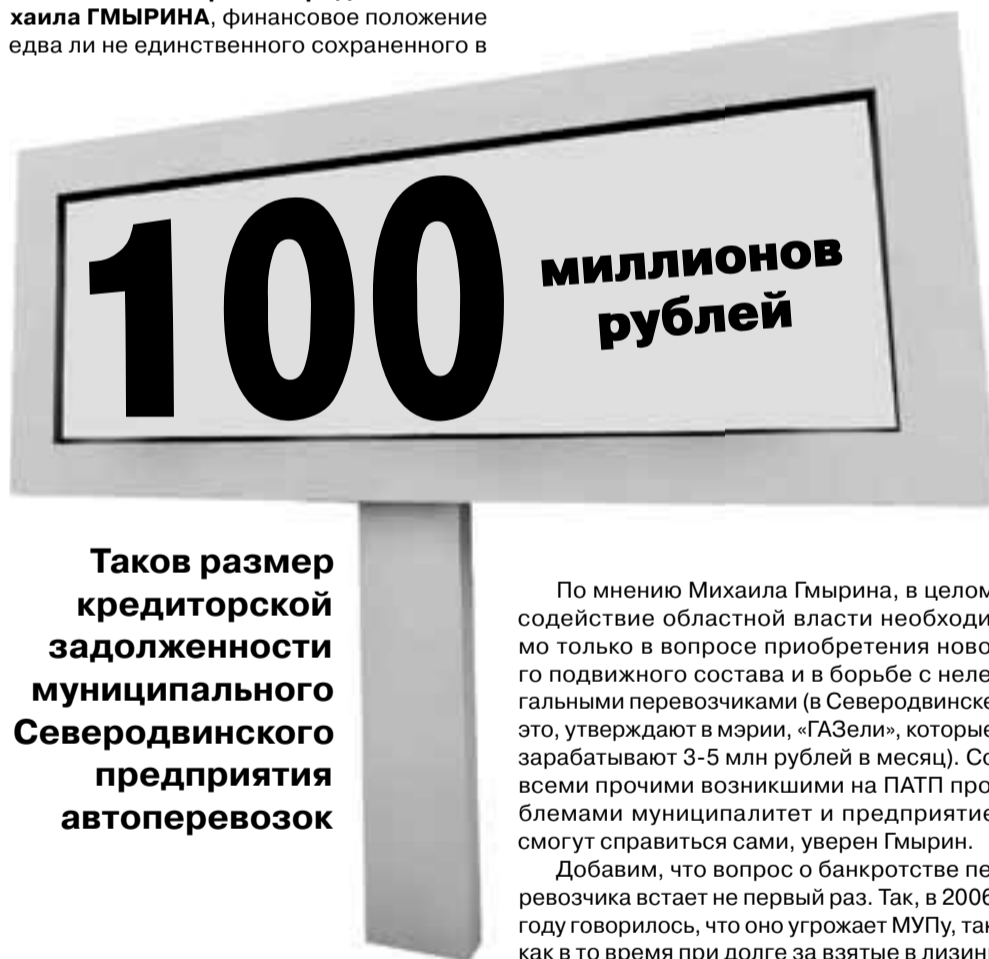 хаила ГМЫРИНА, финансовое положение
едва ли не единственного сохраненного в
100
миллионов
рублей
Таков размер
кредиторской
задолженности
муниципального
Северодвинского
предприятия
автоперевозок
По мнению Михаила Гмырина, в целом
содействие областной власти необходи
мо только в вопросе приобретения ново
го подвижного состава и в борьбе с неле
гальными перевозчиками (в Северодвинске
это, утверждают в мэрии, «ГАЗели», которые
зарабатывают 3-5 млн рублей в месяц). Со
всеми прочими возникшими на ПАТП про
блемами муниципалитет и предприятие
смогут справиться сами, уверен Гмырин.
Добавим, что вопрос о банкротстве пе
ревозчика встает не первый раз. Так, в 2006
году говорилось, что оно угрожает МУПу, так
как в то время при долге за взятые в лизинг